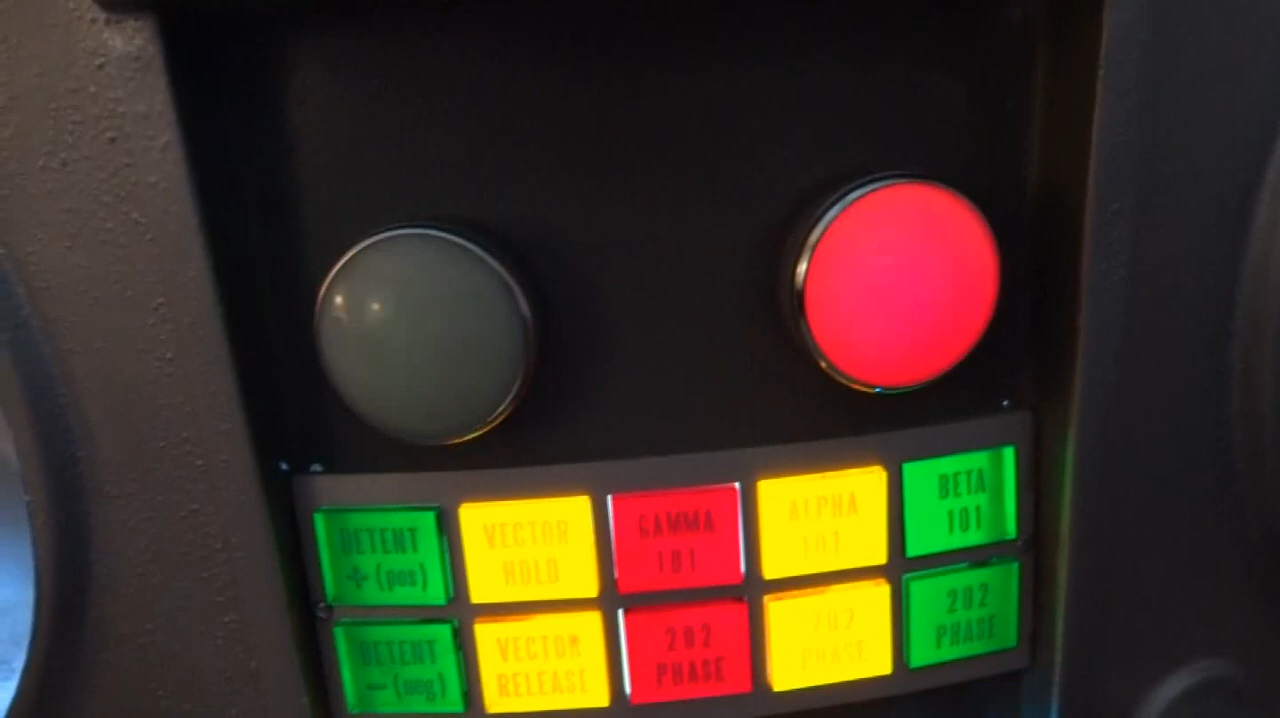 DETENT
+ (pos)
VECTOR
HOLD
GAMMA
101
ALPHA
101
BETA
101
DETENT
— (neg)
VECTOR
RELEASE
202
PHASE
202
PHASE
202
PHASE